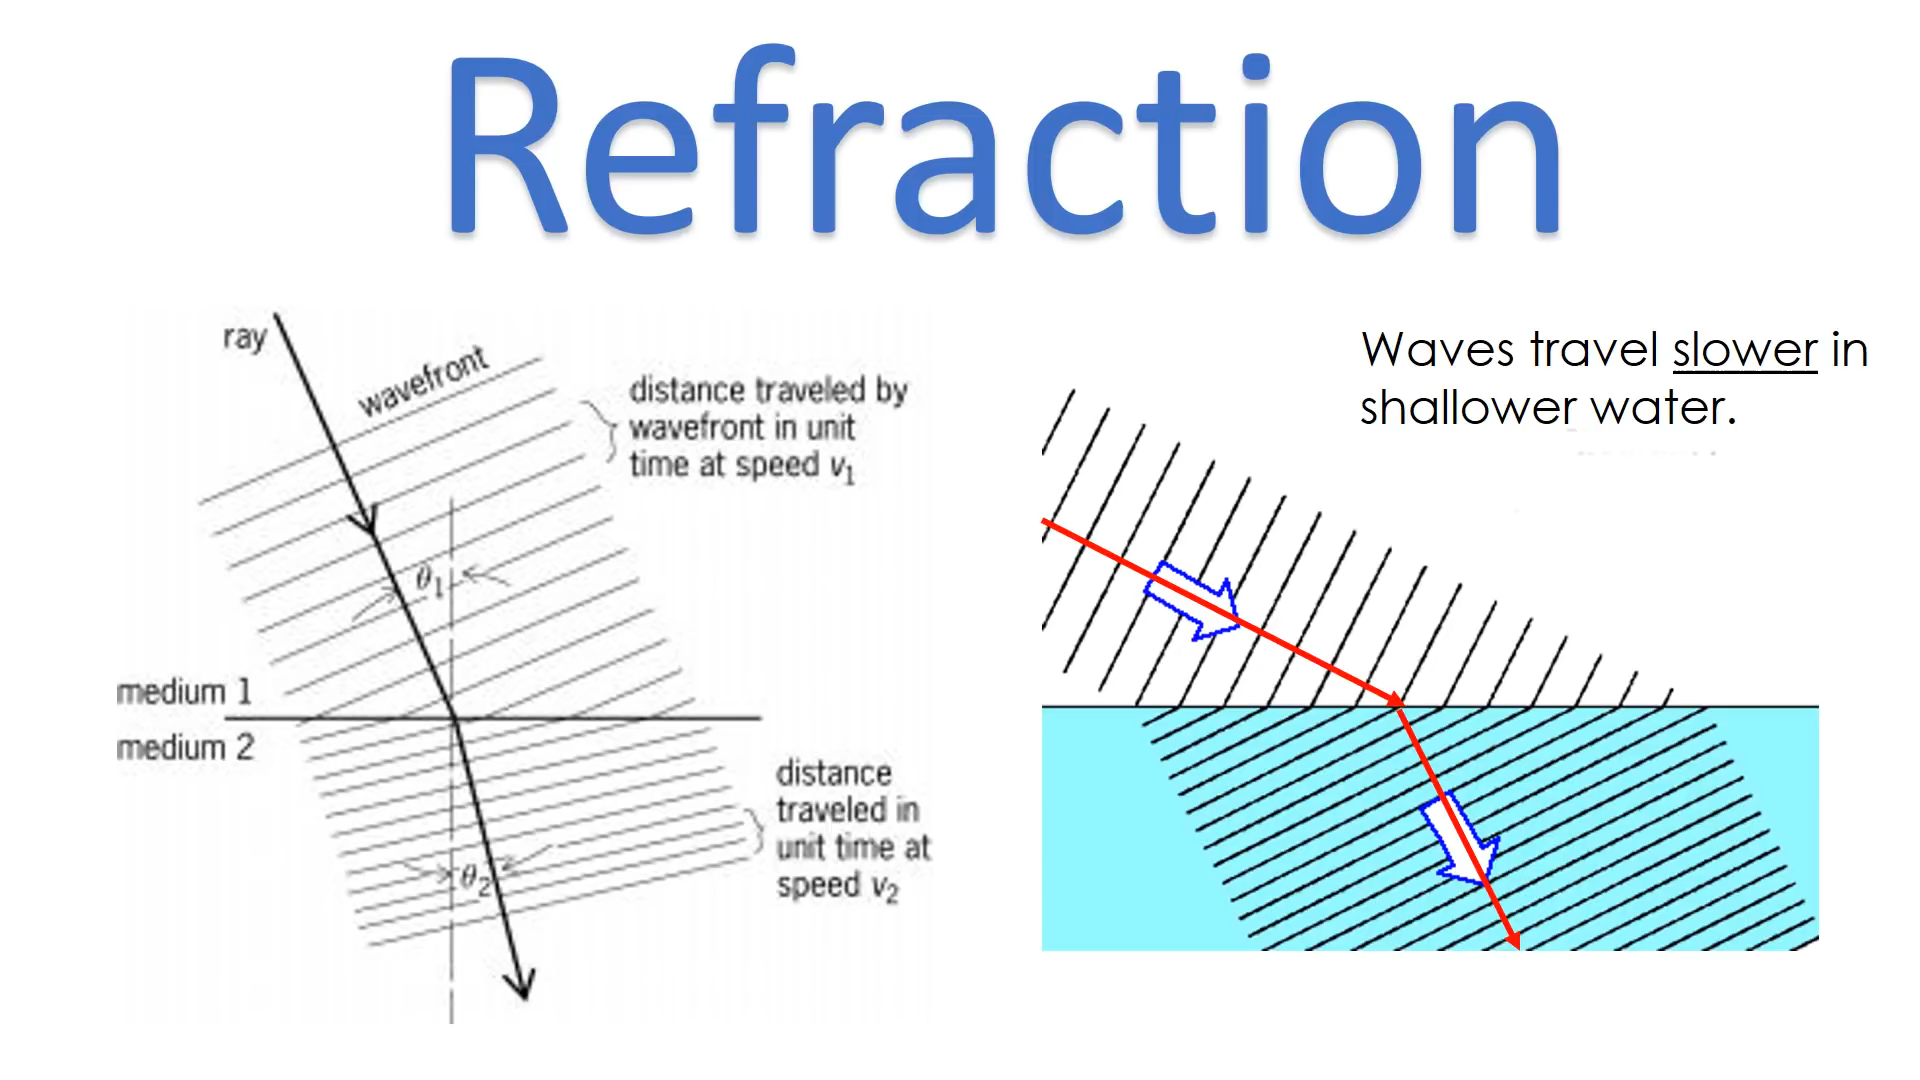 Refraction
ray
wavefront
distance traveled by
wavefront in unit
time at speed v₁
θ₁
medium 1
medium 2
distance
traveled in
unit time at
speed v₂
θ₂
Waves travel slower in
shallower water.